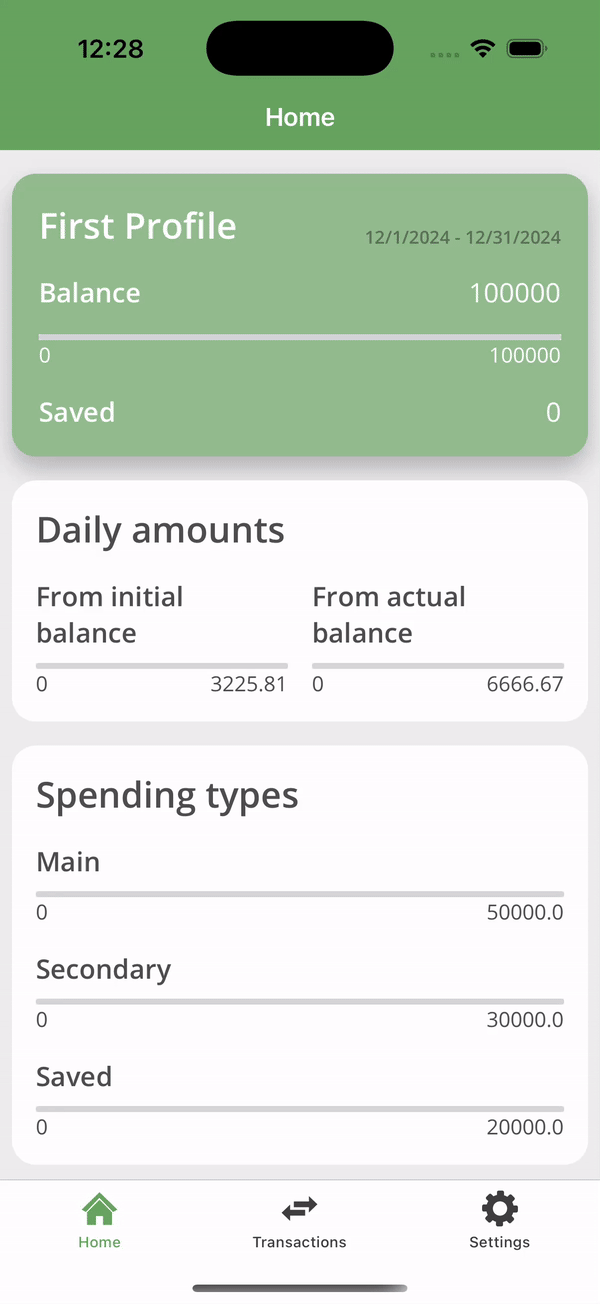 12:28
Home
First Profile
12/1/2024 - 12/31/2024
Balance 100000
0 100000
Saved 0
Daily amounts
From initial balance
From actual balance
0 3225.81
0 6666.67
Spending types
Main
0 50000.0
Secondary
0 30000.0
Saved
0 20000.0
Home Transactions Settings